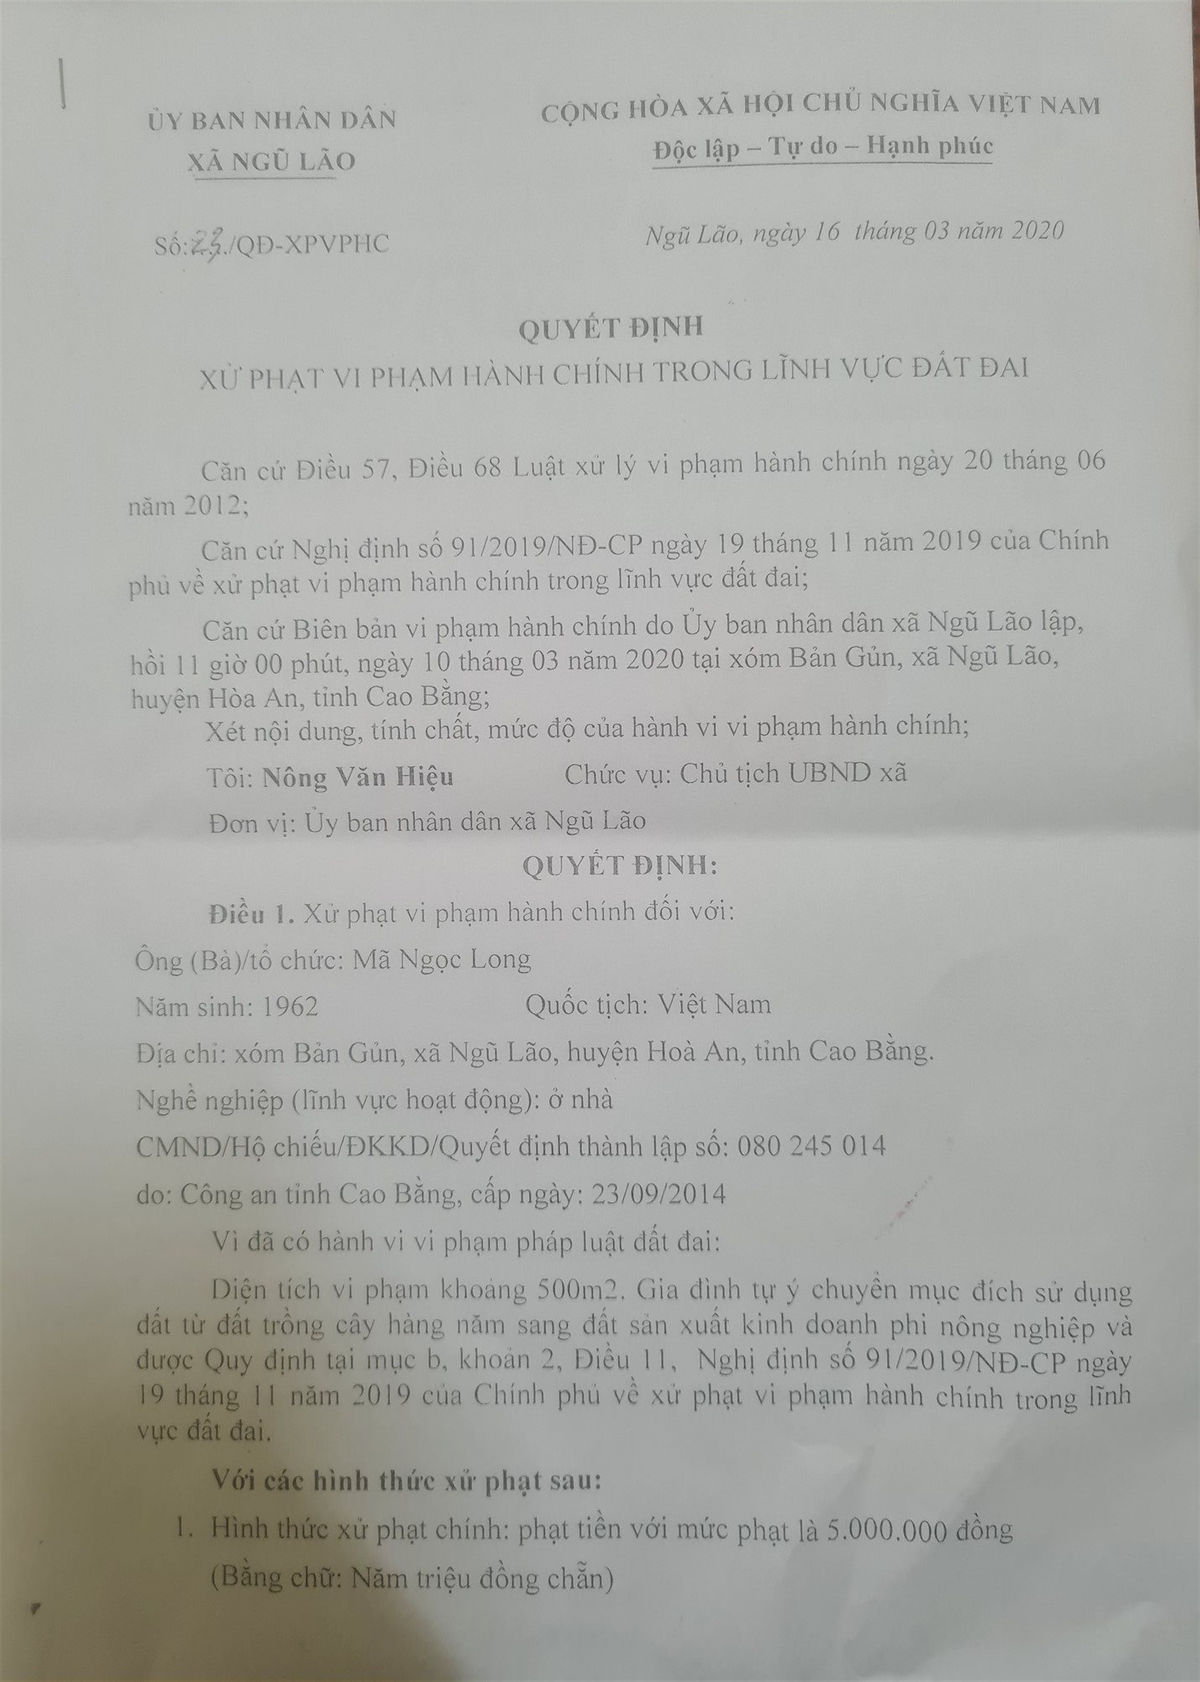 ỦY BAN NHÂN DÂN
XÃ NGŨ LÃO
CỘNG HÒA XÃ HỘI CHỦ NGHĨA VIỆT NAM
Độc lập – Tự do – Hạnh phúc
Số:23./QĐ-XPVPHC
Ngũ Lão, ngày 16 tháng 03 năm 2020
QUYẾT ĐỊNH
XỬ PHẠT VI PHẠM HÀNH CHÍNH TRONG LĨNH VỰC ĐẤT ĐAI
Căn cứ Điều 57, Điều 68 Luật xử lý vi phạm hành chính ngày 20 tháng 06
năm 2012;
Căn cứ Nghị định số 91/2019/NĐ-CP ngày 19 tháng 11 năm 2019 của Chính
phủ về xử phạt vi phạm hành chính trong lĩnh vực đất đai;
Căn cứ Biên bản vi phạm hành chính do Ủy ban nhân dân xã Ngũ Lão lập,
hồi 11 giờ 00 phút, ngày 10 tháng 03 năm 2020 tại xóm Bản Gủn, xã Ngũ Lão,
huyện Hòa An, tỉnh Cao Bằng;
Xét nội dung, tính chất, mức độ của hành vi vi phạm hành chính;
Tôi: Nông Văn Hiệu Chức vụ: Chủ tịch UBND xã
Đơn vị: Ủy ban nhân dân xã Ngũ Lão
QUYẾT ĐỊNH:
Điều 1. Xử phạt vi phạm hành chính đối với:
Ông (Bà)/tổ chức: Mã Ngọc Long
Năm sinh: 1962 Quốc tịch: Việt Nam
Địa chỉ: xóm Bản Gủn, xã Ngũ Lão, huyện Hoà An, tỉnh Cao Bằng.
Nghề nghiệp (lĩnh vực hoạt động): ở nhà
CMND/Hộ chiếu/ĐKKD/Quyết định thành lập số: 080 245 014
do: Công an tỉnh Cao Bằng, cấp ngày: 23/09/2014
Vì đã có hành vi vi phạm pháp luật đất đai:
Diện tích vi phạm khoảng 500m2. Gia đình tự ý chuyển mục đích sử dụng
đất từ đất trồng cây hàng năm sang đất sản xuất kinh doanh phi nông nghiệp và
được Quy định tại mục b, khoản 2, Điều 11, Nghị định số 91/2019/NĐ-CP ngày
19 tháng 11 năm 2019 của Chính phủ về xử phạt vi phạm hành chính trong lĩnh
vực đất đai.
Với các hình thức xử phạt sau:
1. Hình thức xử phạt chính: phạt tiền với mức phạt là 5.000.000 đồng
(Bằng chữ: Năm triệu đồng chẵn)